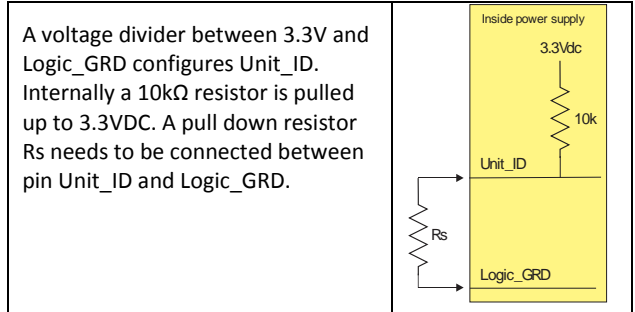 A voltage divider between 3.3V and
Logic_GRD configures Unit_ID.
Internally a 10kΩ resistor is pulled
up to 3.3VDC. A pull down resistor
Rs needs to be connected between
pin Unit_ID and Logic_GRD.
Inside power supply
3.3Vdc
10k
Unit_ID
Rs
Logic_GRD